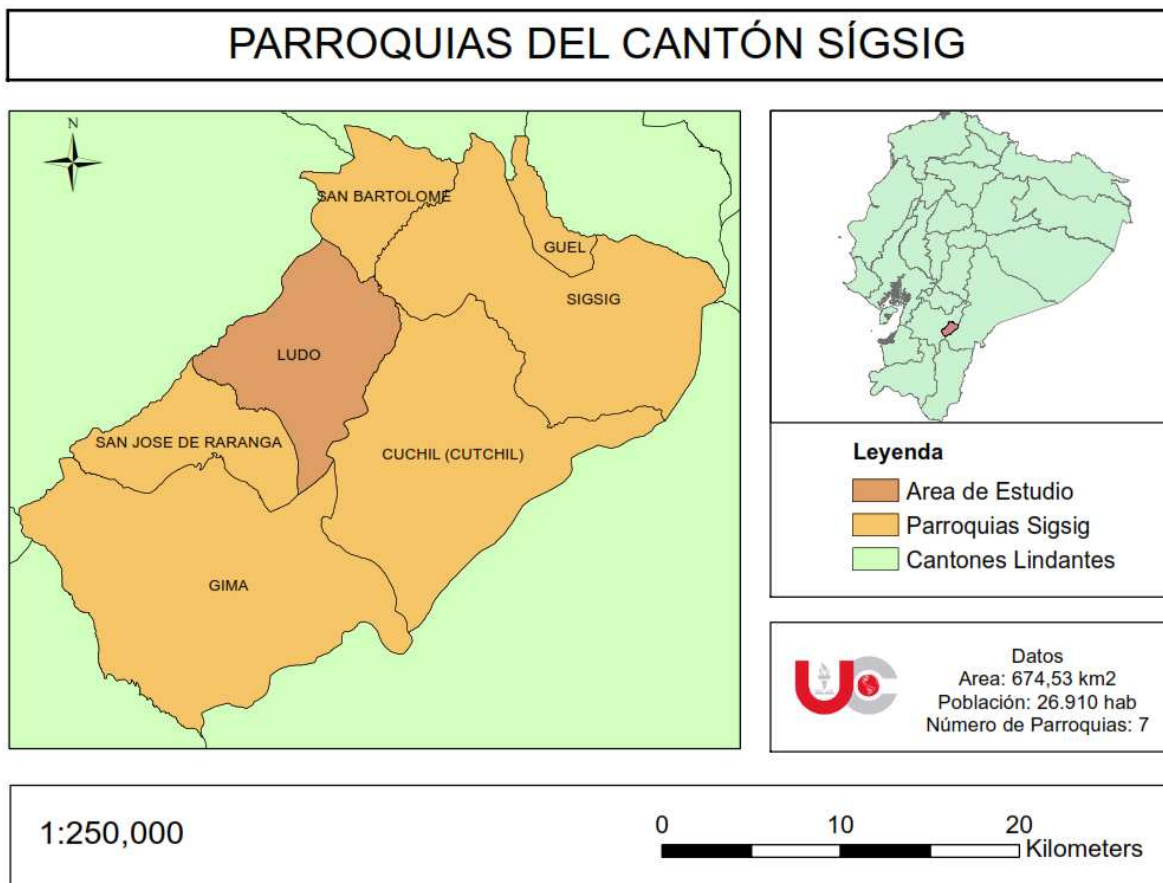 PARROQUIAS DEL CANTÓN SÍGSIG
N
SAN BARTOLOME
GUEL
SIGSIG
LUDO
SAN JOSE DE RARANGA
CUCHIL (CUTCHIL)
GIMA
Leyenda
Area de Estudio
Parroquias Sigsig
Cantones Lindantes
UC
Datos
Area: 674,53 km2
Población: 26.910 hab
Número de Parroquias: 7
1:250,000
0 10 20
Kilometers